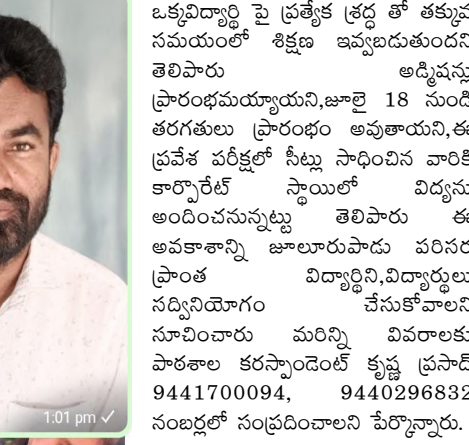 ఒక్కవిద్యార్థి పై ప్రత్యేక శ్రద్ధ తో తక్కువ
సమయంలో శిక్షణ ఇవ్వబడుతుందని
తెలిపారు అడ్మిషన్లు
ప్రారంభమయ్యాయని,జూలై 18 నుండి
తరగతులు ప్రారంభం అవుతాయని,ఈ
ప్రవేశ పరీక్షలో సీట్లు సాధించిన వారికి
కార్పొరేట్ స్థాయిలో విద్యను
అందించనున్నట్టు తెలిపారు ఈ
అవకాశాన్ని జూలూరుపాడు పరిసర
ప్రాంత విద్యార్థిని,విద్యార్థులు
సద్వినియోగం చేసుకోవాలని
సూచించారు మరిన్ని వివరాలకు
పాఠశాల కరస్పాండెంట్ కృష్ణ ప్రసాద్
9441700094, 9440296832
నంబర్లలో సంప్రదించాలని పేర్కొన్నారు.
1:01 pm ✓